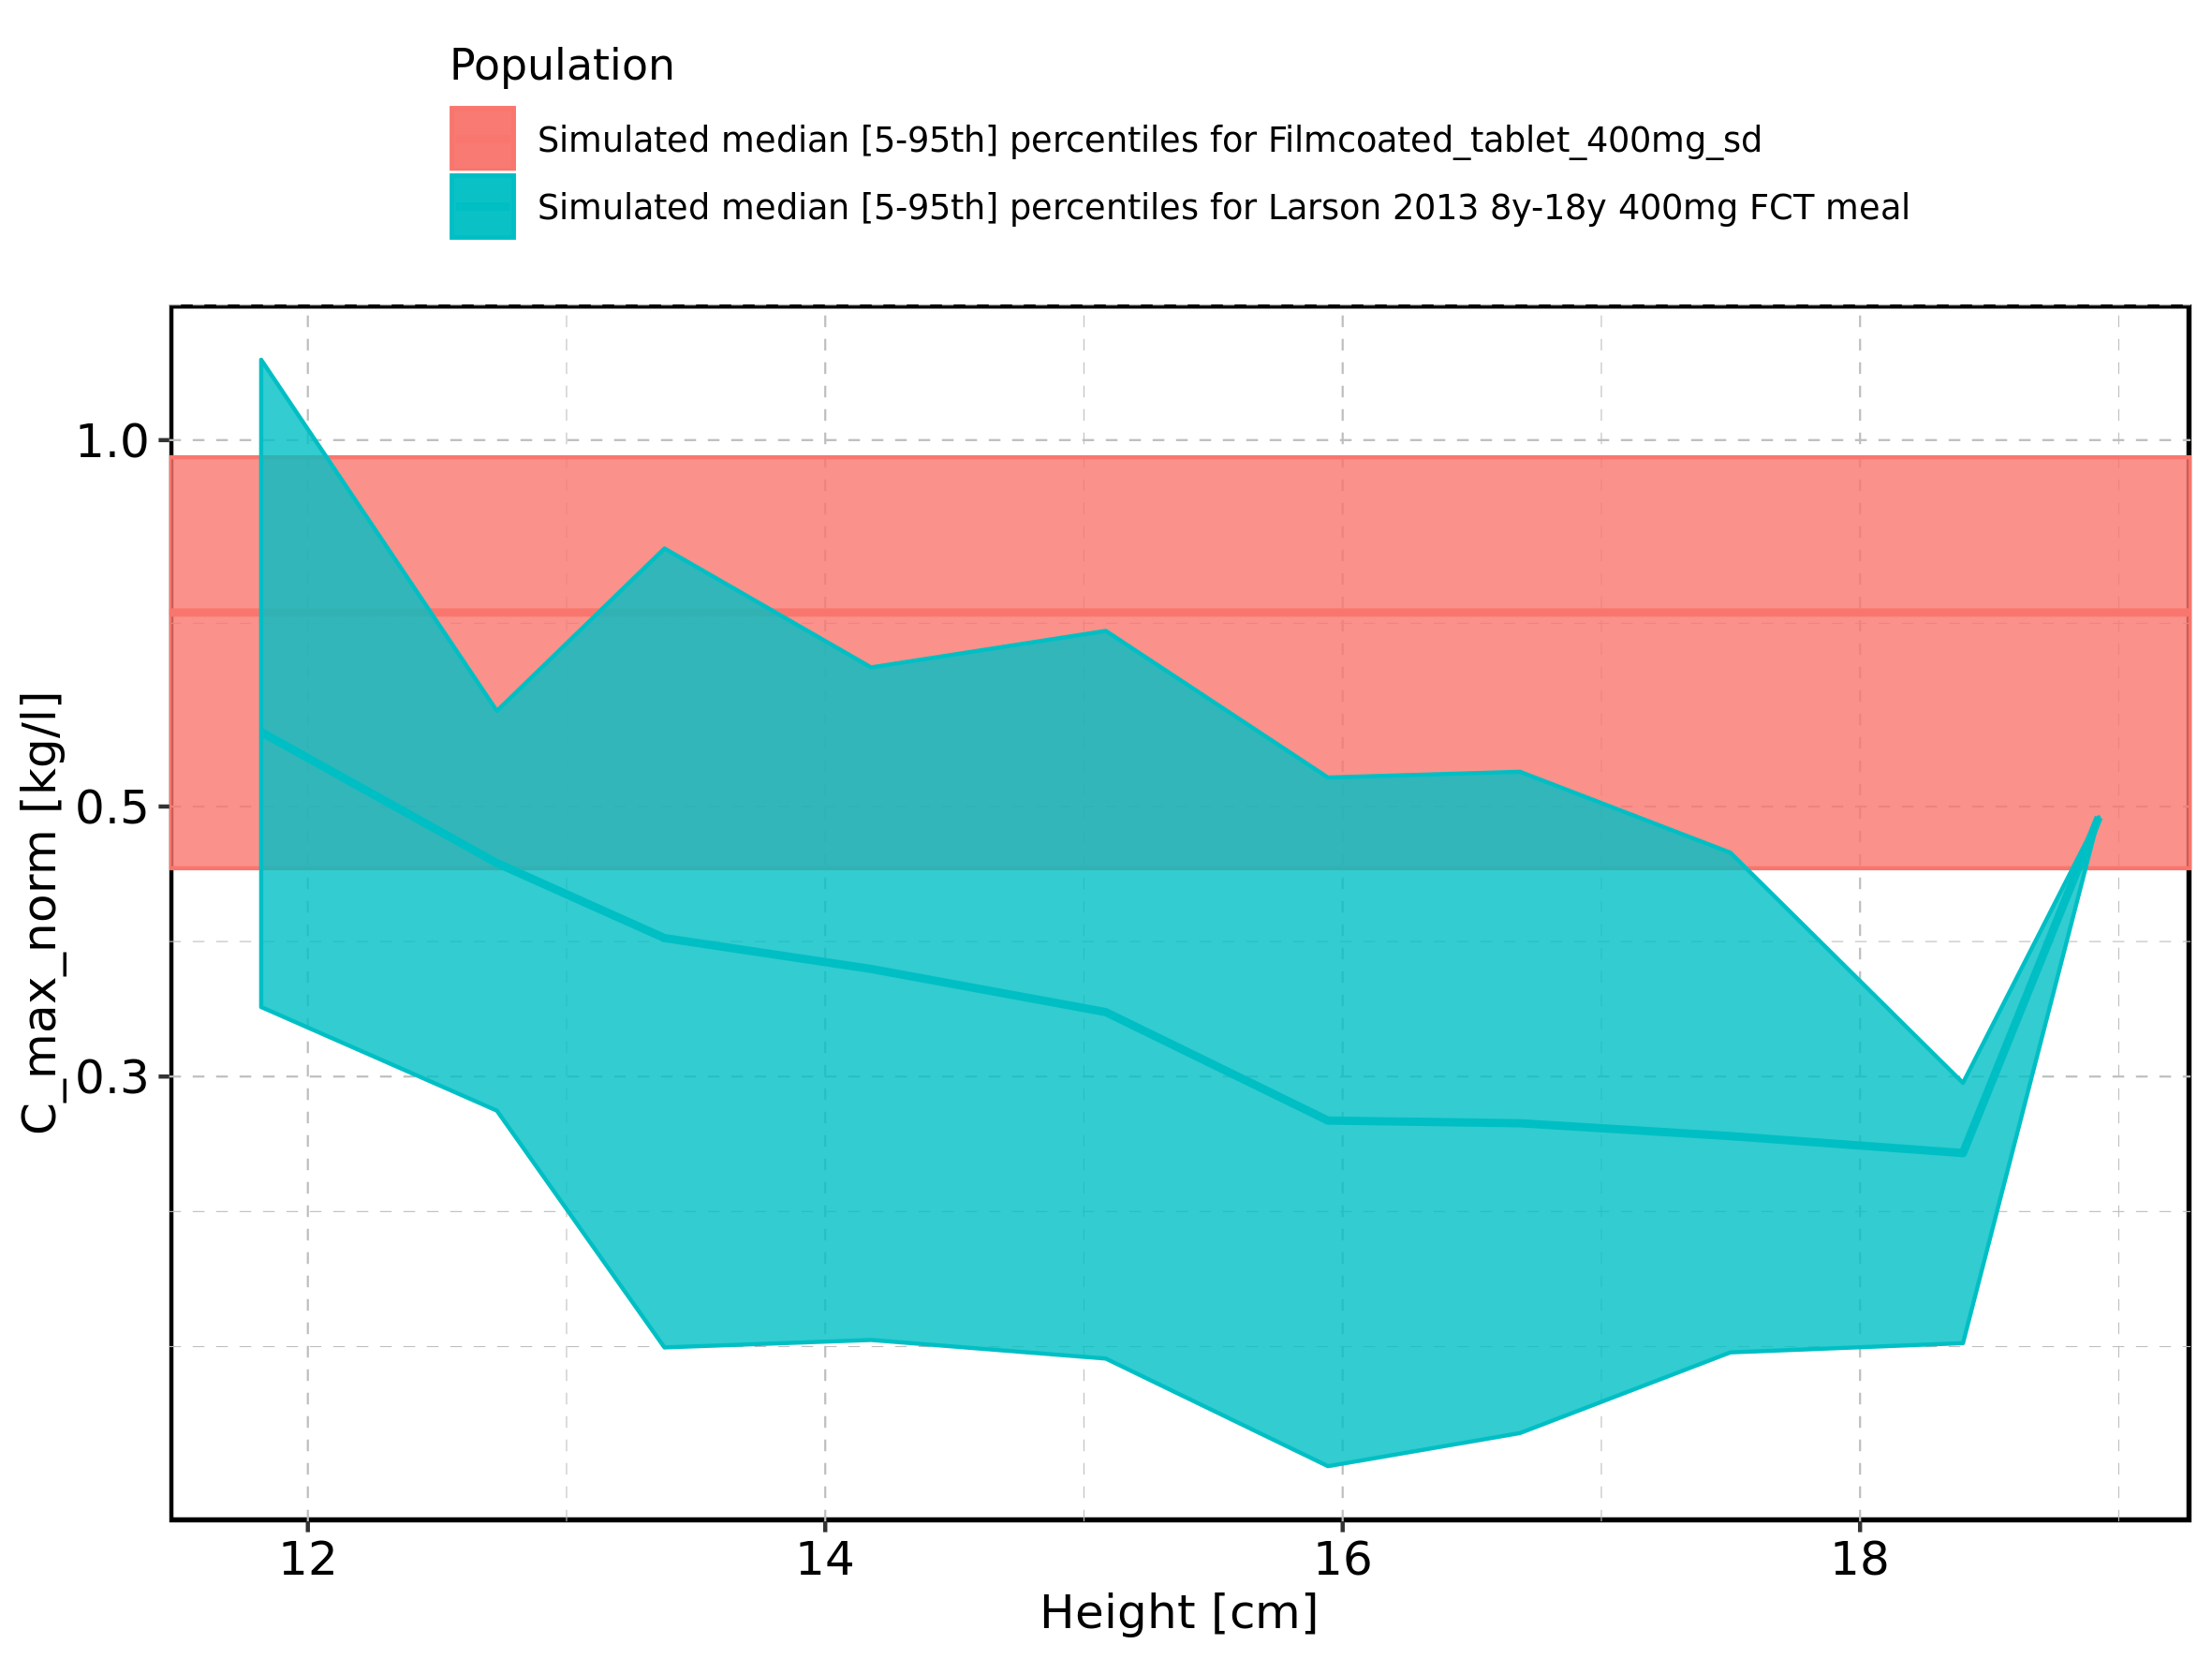 Population
Simulated median [5-95th] percentiles for Filmcoated_tablet_400mg_sd
Simulated median [5-95th] percentiles for Larson 2013 8y-18y 400mg FCT meal
C_max_norm [kg/l]
1.0
0.5
0.3
12 14 16 18
Height [cm]